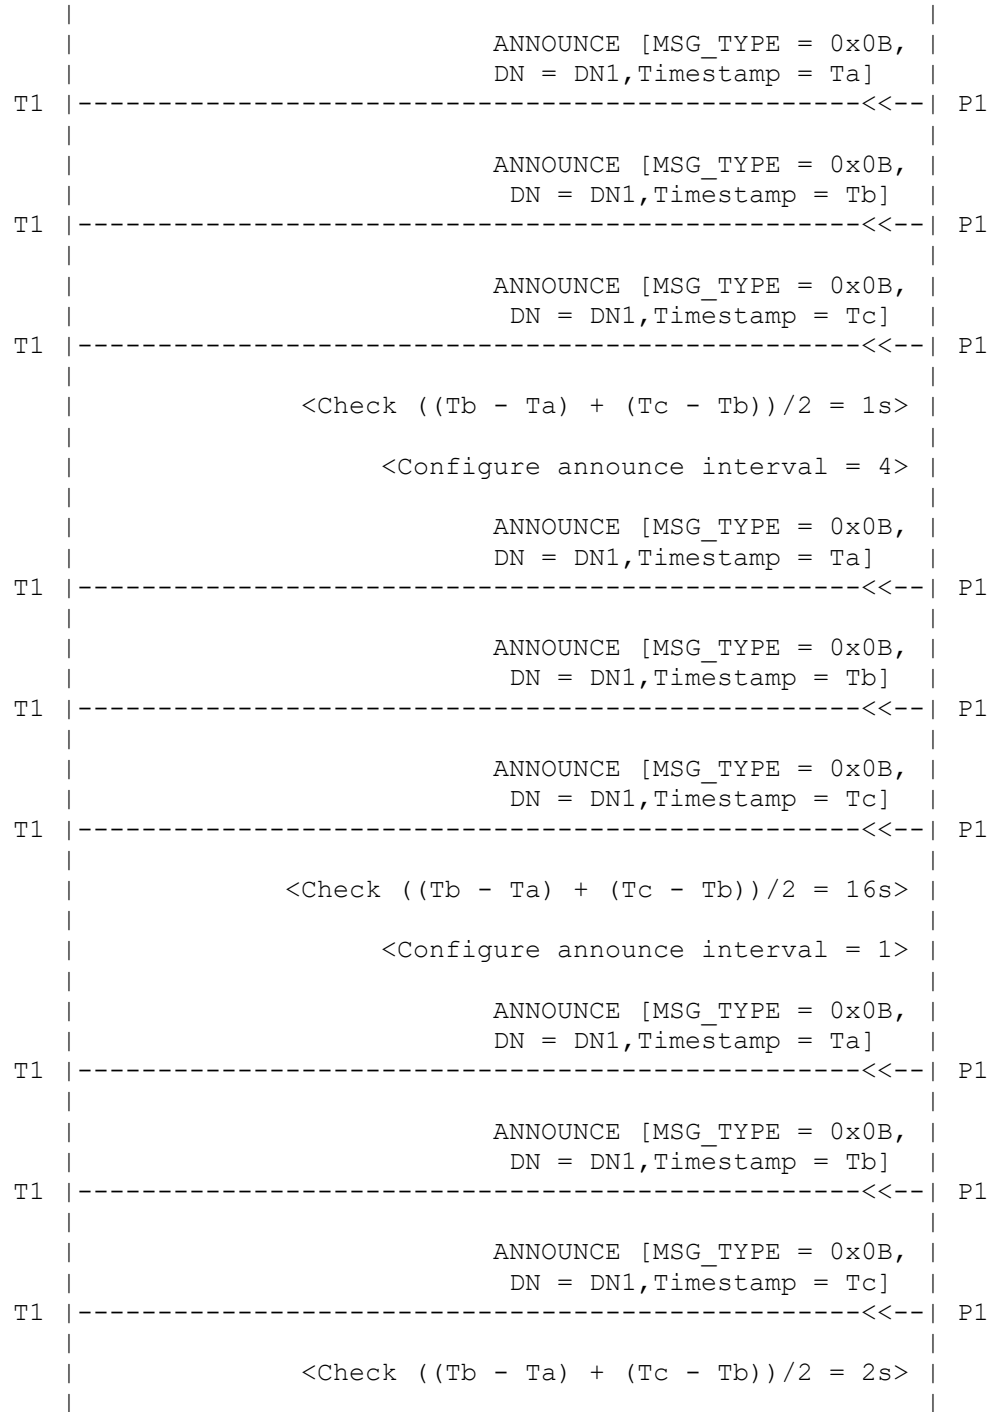 |                                                     |
|                          ANNOUNCE [MSG_TYPE = 0x0B, |
|                          DN = DN1,Timestamp = Ta]   |
T1  |-------------------------------------------------<<--|  P1
|                                                     |
|                          ANNOUNCE [MSG_TYPE = 0x0B, |
|                           DN = DN1,Timestamp = Tb]  |
T1  |-------------------------------------------------<<--|  P1
|                                                     |
|                          ANNOUNCE [MSG_TYPE = 0x0B, |
|                           DN = DN1,Timestamp = Tc]  |
T1  |-------------------------------------------------<<--|  P1
|                                                     |
|              <Check ((Tb - Ta) + (Tc - Tb))/2 = 1s> |
|                                                     |
|                   <Configure announce interval = 4> |
|                                                     |
|                          ANNOUNCE [MSG_TYPE = 0x0B, |
|                          DN = DN1,Timestamp = Ta]   |
T1  |-------------------------------------------------<<--|  P1
|                                                     |
|                          ANNOUNCE [MSG_TYPE = 0x0B, |
|                           DN = DN1,Timestamp = Tb]  |
T1  |-------------------------------------------------<<--|  P1
|                                                     |
|                          ANNOUNCE [MSG_TYPE = 0x0B, |
|                           DN = DN1,Timestamp = Tc]  |
T1  |-------------------------------------------------<<--|  P1
|                                                     |
|             <Check ((Tb - Ta) + (Tc - Tb))/2 = 16s> |
|                                                     |
|                   <Configure announce interval = 1> |
|                                                     |
|                          ANNOUNCE [MSG_TYPE = 0x0B, |
|                          DN = DN1,Timestamp = Ta]   |
T1  |-------------------------------------------------<<--|  P1
|                                                     |
|                          ANNOUNCE [MSG_TYPE = 0x0B, |
|                           DN = DN1,Timestamp = Tb]  |
T1  |-------------------------------------------------<<--|  P1
|                                                     |
|                          ANNOUNCE [MSG_TYPE = 0x0B, |
|                           DN = DN1,Timestamp = Tc]  |
T1  |-------------------------------------------------<<--|  P1
|                                                     |
|              <Check ((Tb - Ta) + (Tc - Tb))/2 = 2s> |
|                                                     |